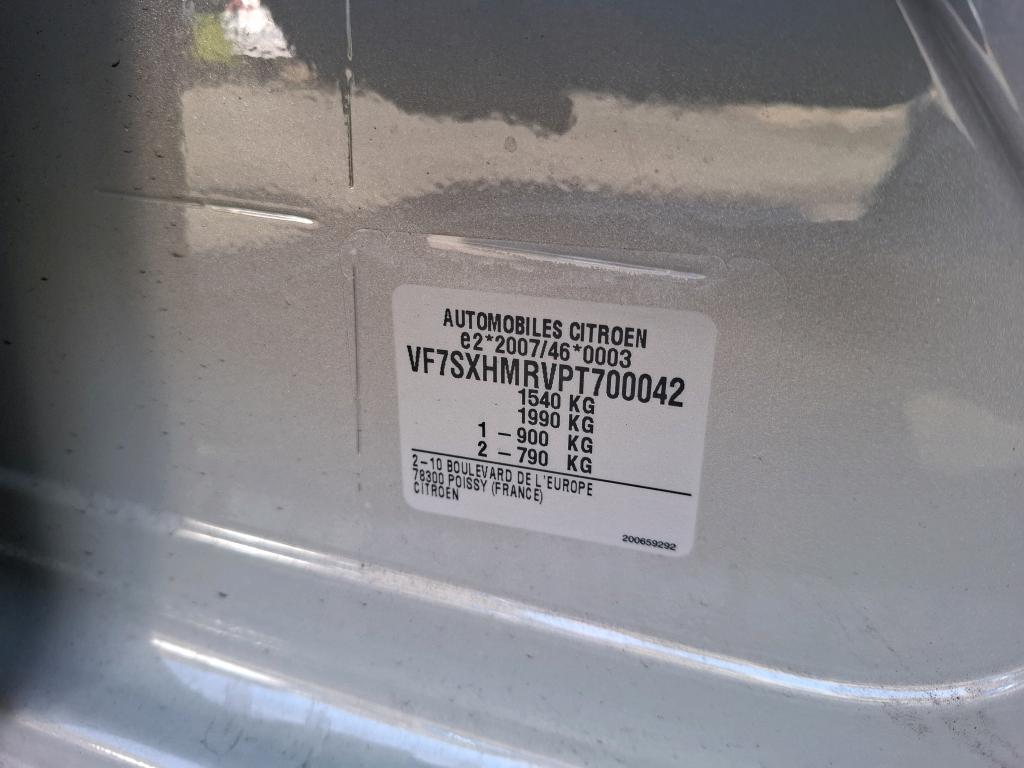 AUTOMOBILES CITROEN
e2*2007/46*0003
VF7SXHMRVPT700042
1540 KG
1990 KG
1 – 900 KG
2 – 790 KG
2–10 BOULEVARD DE L'EUROPE
78300 POISSY (FRANCE)
CITROEN
200659292